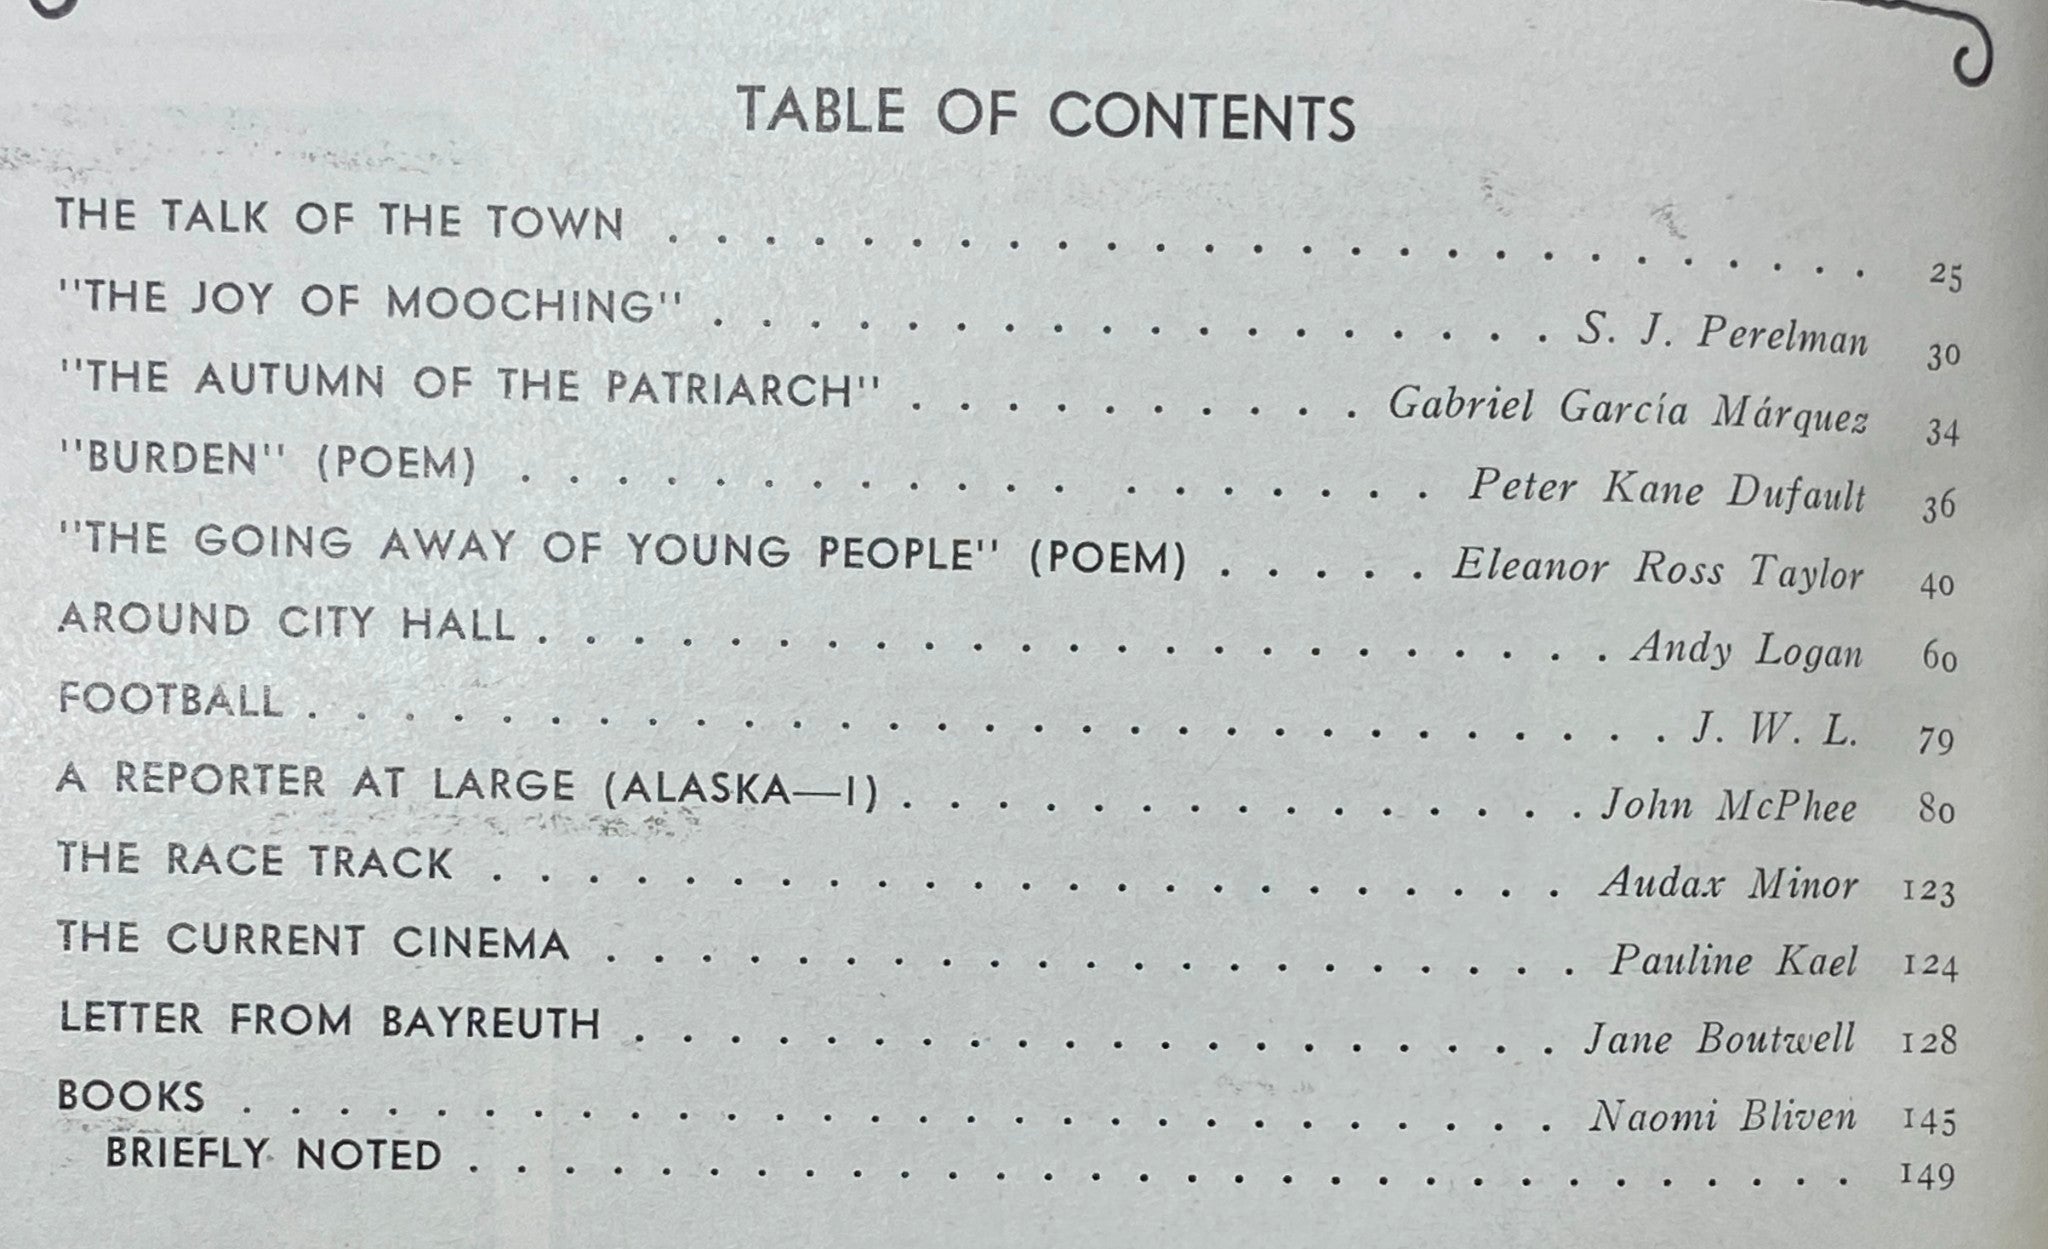 TABLE OF CONTENTS
THE TALK OF THE TOWN . . . . . . . . . . . . . . . . . . . . . . . . . 25
"THE JOY OF MOOCHING" . . . . . . . . . . . . . . . . . . S. J. Perelman 30
"THE AUTUMN OF THE PATRIARCH" . . . . . . . . . . Gabriel García Márquez 34
"BURDEN" (POEM) . . . . . . . . . . . . . . . . . . . Peter Kane Dufault 36
"THE GOING AWAY OF YOUNG PEOPLE" (POEM) . . . . . Eleanor Ross Taylor 40
AROUND CITY HALL . . . . . . . . . . . . . . . . . . . . . . . Andy Logan 60
FOOTBALL . . . . . . . . . . . . . . . . . . . . . . . . . . . . . J. W. L. 79
A REPORTER AT LARGE (ALASKA—I) . . . . . . . . . . . . . . . John McPhee 80
THE RACE TRACK . . . . . . . . . . . . . . . . . . . . . . . Audax Minor 123
THE CURRENT CINEMA . . . . . . . . . . . . . . . . . . . . . Pauline Kael 124
LETTER FROM BAYREUTH . . . . . . . . . . . . . . . . . . . . Jane Boutwell 128
BOOKS . . . . . . . . . . . . . . . . . . . . . . . . . . . . Naomi Bliven 145
BRIEFLY NOTED . . . . . . . . . . . . . . . . . . . . . . . . . . . . . 149